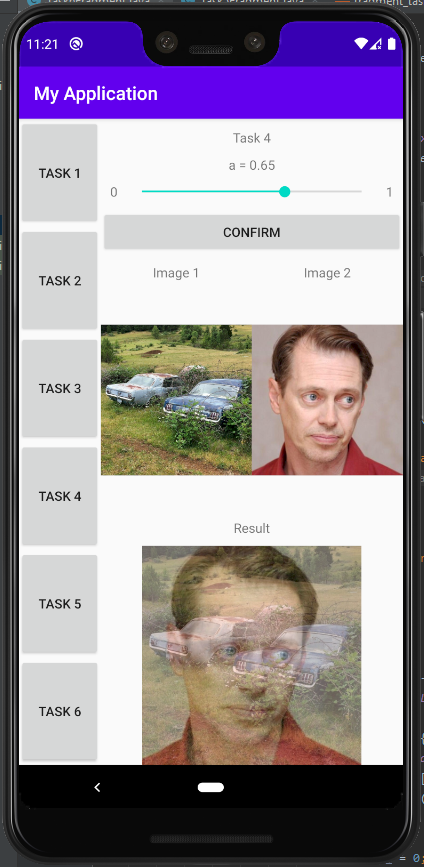 11:21
My Application
TASK 1
TASK 2
TASK 3
TASK 4
TASK 5
TASK 6
Task 4
a = 0.65
0 1
CONFIRM
Image 1 Image 2
Result
= 0;